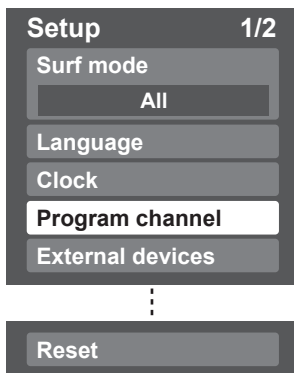 Setup 1/2
Surf mode
All
Language
Clock
Program channel
External devices
Reset